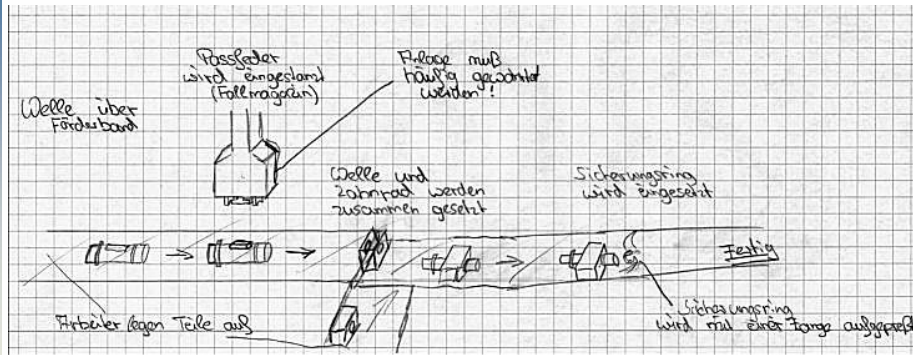 Welle über
Förderband
Passfeder
wird eingestanzt
(Fallmagazin)
Anlage muß
häufig gewartet
werden!
Welle und
Zahnrad werden
zusammen gesetzt
Sicherungsring
wird eingesetzt
Fertig
Arbeiter legen Teile auf
Sicherungsring
wird mit einer Zange aufgepreßt